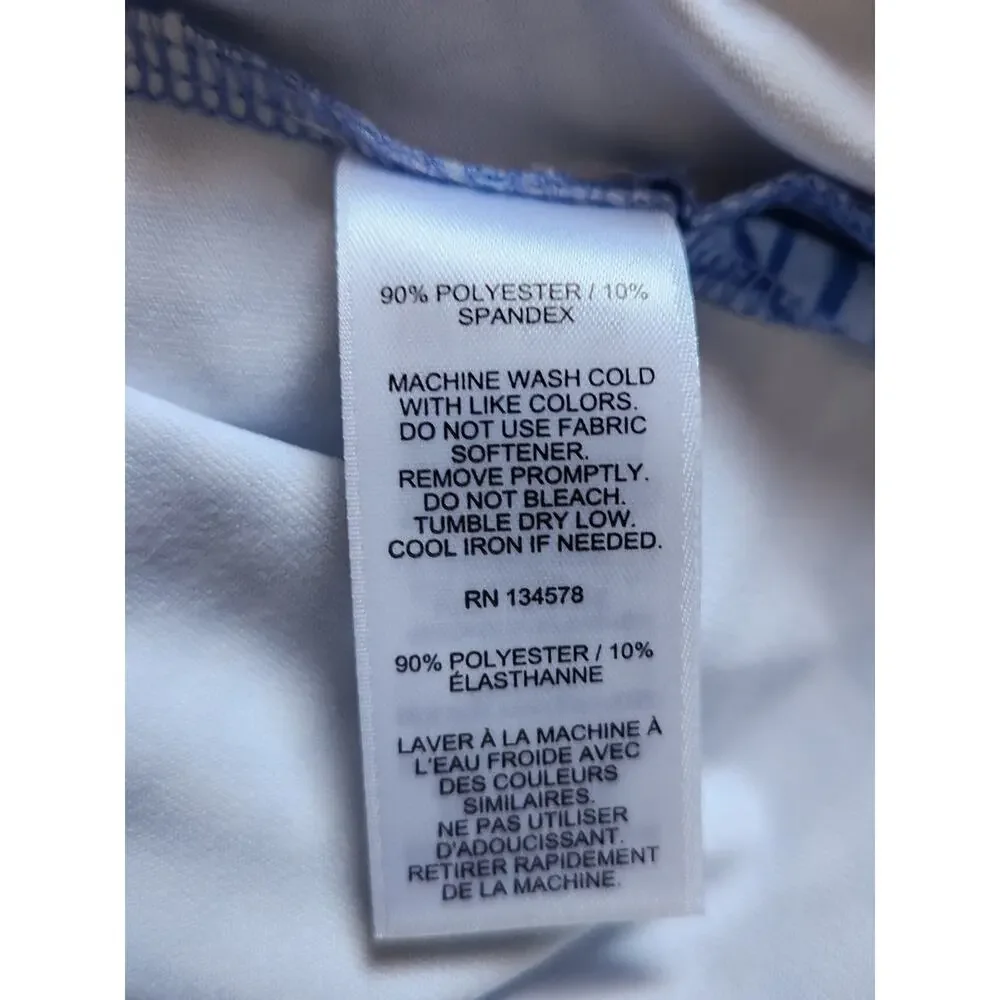 90% POLYESTER / 10%
SPANDEX
MACHINE WASH COLD
WITH LIKE COLORS.
DO NOT USE FABRIC
SOFTENER.
REMOVE PROMPTLY.
DO NOT BLEACH.
TUMBLE DRY LOW.
COOL IRON IF NEEDED.
RN 134578
90% POLYESTER / 10%
ÉLASTHANNE
LAVER À LA MACHINE À
L'EAU FROIDE AVEC
DES COULEURS
SIMILAIRES.
NE PAS UTILISER
D'ADOUCISSANT.
RETIRER RAPIDEMENT
DE LA MACHINE.